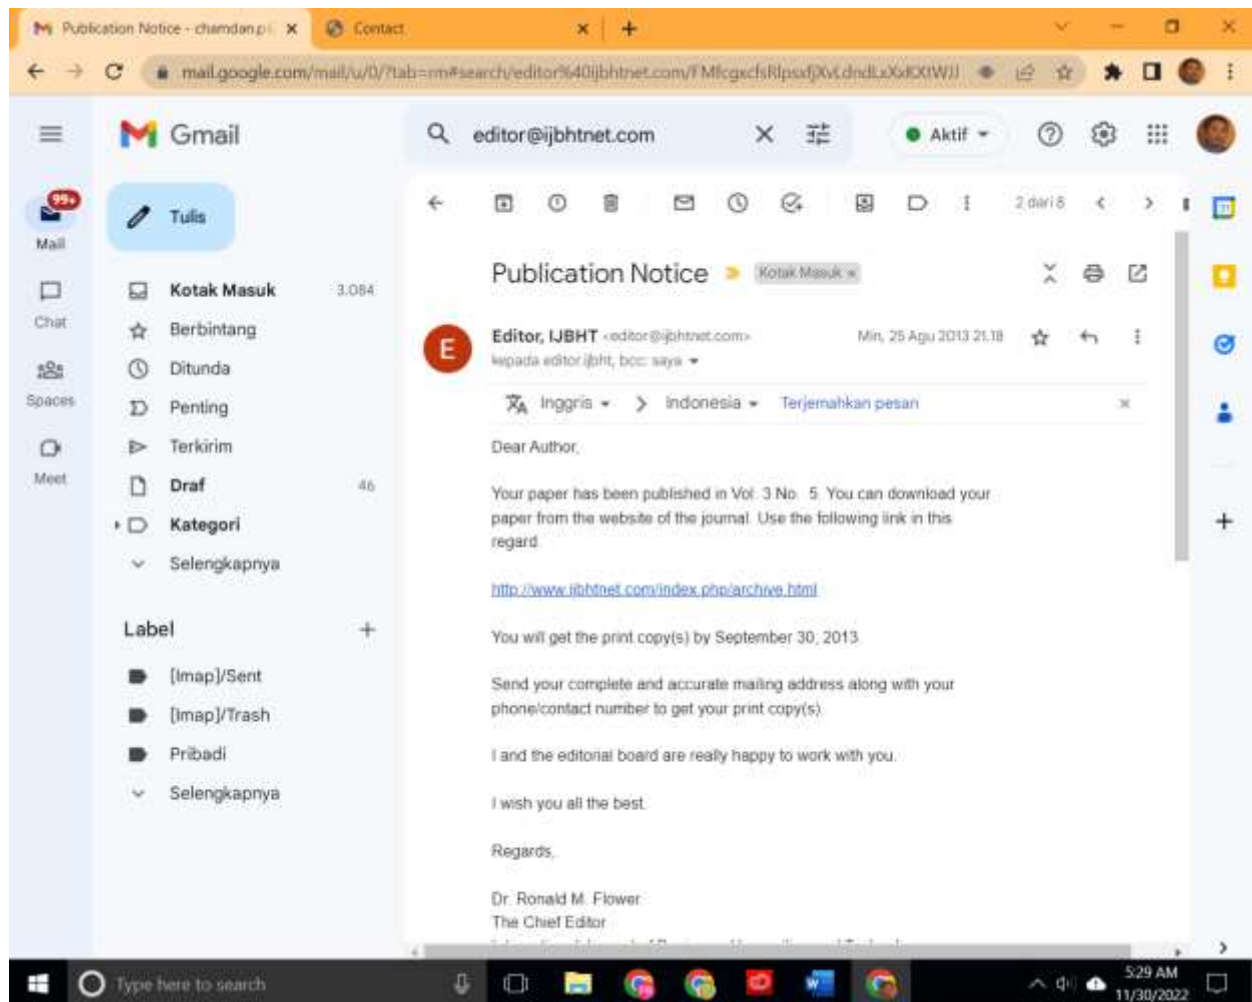 Publication Notice - chamdan.p
Contact
mail.google.com/mail/u/0/?tab=rm#search/editor%40ijbhtnet.com/
Gmail
editor@ijbhtnet.com
Aktif
99+
Mail
Chat
Spaces
Meet
Tulis
Kotak Masuk 3.084
Berbintang
Ditunda
Penting
Terkirim
Draf 46
Kategori
Selengkapnya
Label
[Imap]/Sent
[Imap]/Trash
Pribadi
Selengkapnya
2 dari 8
Publication Notice
Kotak Masuk ×
E
Editor, IJBHT <editor@ijbhtnet.com>
Min, 25 Agu 2013 21.18
kepada editor.ijbht, bcc: saya
Inggris > Indonesia Terjemahkan pesan
Dear Author,
Your paper has been published in Vol. 3 No. 5. You can download your
paper from the website of the journal. Use the following link in this
regard.
http://www.ijbhtnet.com/index.php/archive.html
You will get the print copy(s) by September 30, 2013.
Send your complete and accurate mailing address along with your
phone/contact number to get your print copy(s).
I and the editorial board are really happy to work with you.
I wish you all the best.
Regards,
Dr. Ronald M. Flower
The Chief Editor
Type here to search
5:29 AM
11/30/2022